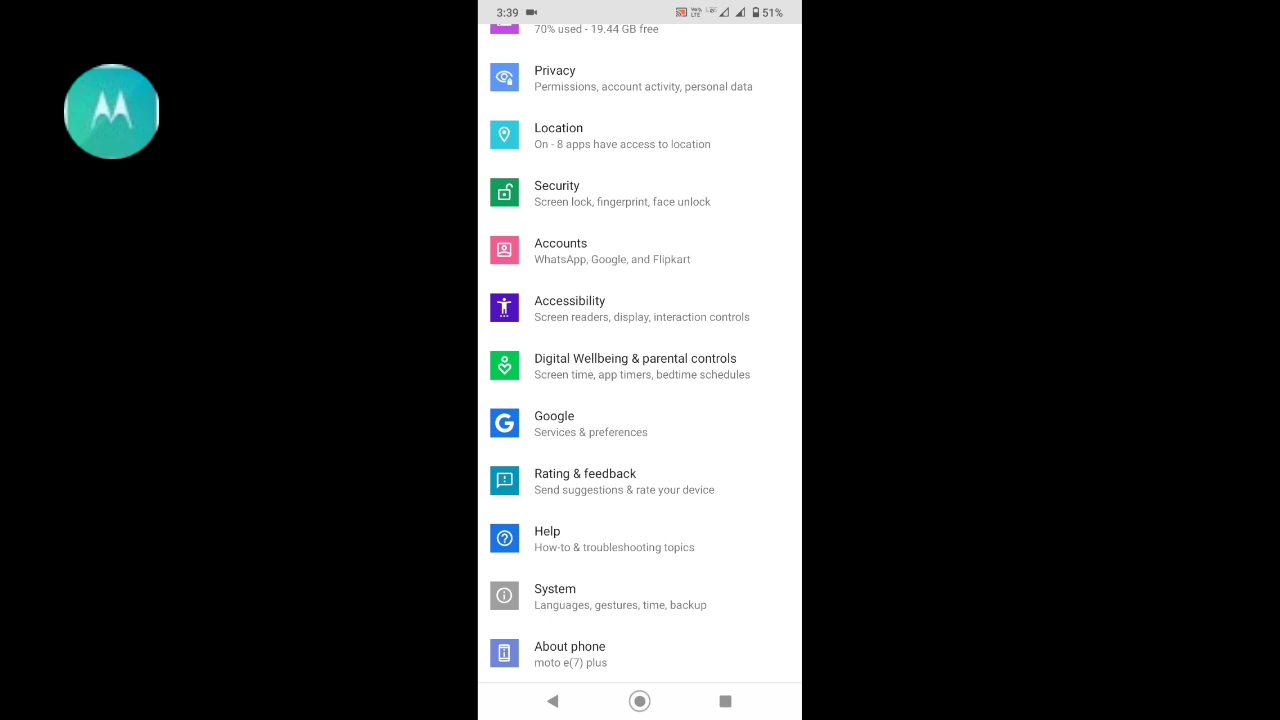 3:39
51%
70% used - 19.44 GB free
Privacy
Permissions, account activity, personal data
Location
On - 8 apps have access to location
Security
Screen lock, fingerprint, face unlock
Accounts
WhatsApp, Google, and Flipkart
Accessibility
Screen readers, display, interaction controls
Digital Wellbeing & parental controls
Screen time, app timers, bedtime schedules
Google
Services & preferences
Rating & feedback
Send suggestions & rate your device
Help
How-to & troubleshooting topics
System
Languages, gestures, time, backup
About phone
moto e(7) plus